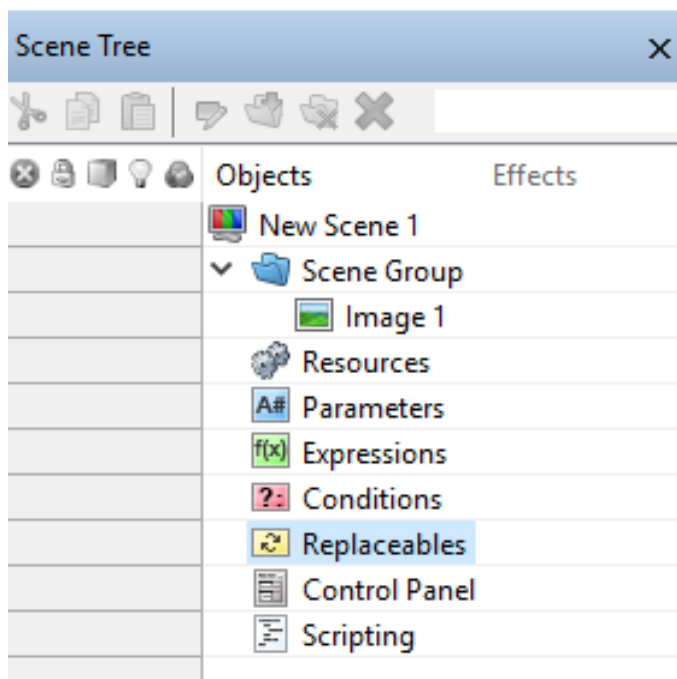 Scene Tree
Objects Effects
New Scene 1
Scene Group
Image 1
Resources
A# Parameters
f(x) Expressions
?: Conditions
Replaceables
Control Panel
Scripting